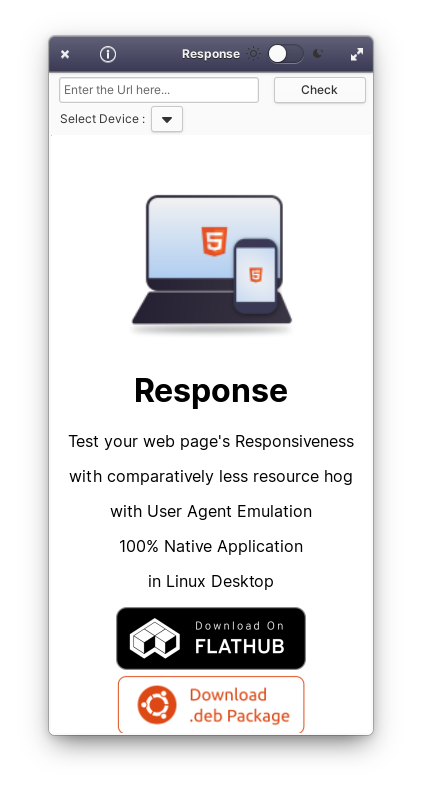 Response
Enter the Url here...
Check
Select Device :
5
5
Response
Test your web page's Responsiveness
with comparatively less resource hog
with User Agent Emulation
100% Native Application
in Linux Desktop
Download On
FLATHUB
Download
.deb Package